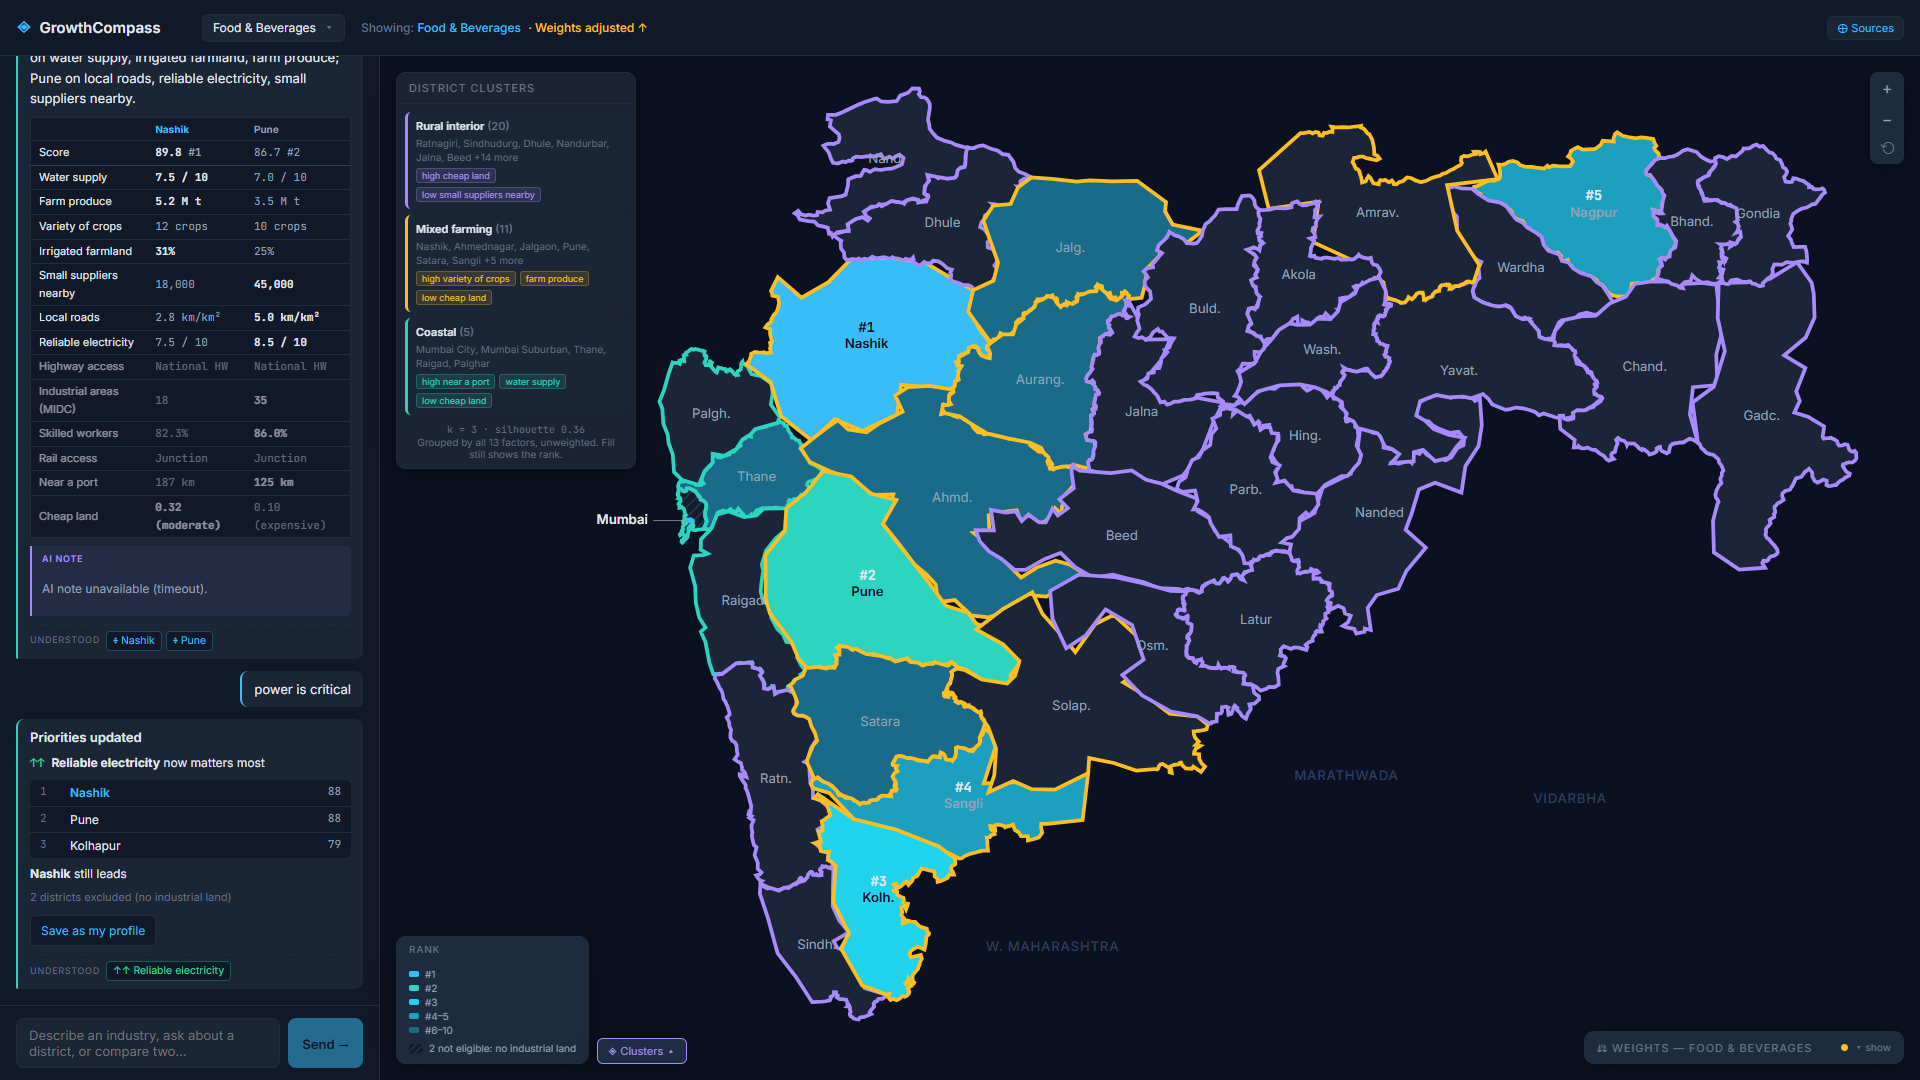 GrowthCompass
Food & Beverages
Showing: Food & Beverages · Weights adjusted ↑
Sources
on water supply, irrigated farmland, farm produce;
Pune on local roads, reliable electricity, small
suppliers nearby.
Nashik Pune
Score 89.8 #1 86.7 #2
Water supply 7.5 / 10 7.0 / 10
Farm produce 5.2 M t 3.5 M t
Variety of crops 12 crops 10 crops
Irrigated farmland 31% 25%
Small suppliers nearby 18,000 45,000
Local roads 2.8 km/km² 5.0 km/km²
Reliable electricity 7.5 / 10 8.5 / 10
Highway access National HW National HW
Industrial areas (MIDC) 18 35
Skilled workers 82.3% 86.0%
Rail access Junction Junction
Near a port 187 km 125 km
Cheap land 0.32 (moderate) 0.10 (expensive)
AI NOTE
AI note unavailable (timeout).
UNDERSTOOD Nashik Pune
power is critical
Priorities updated
↑↑ Reliable electricity now matters most
1 Nashik 88
2 Pune 88
3 Kolhapur 79
Nashik still leads
2 districts excluded (no industrial land)
Save as my profile
UNDERSTOOD ↑↑ Reliable electricity
Describe an industry, ask about a
district, or compare two...
Send →
DISTRICT CLUSTERS
Rural interior (20)
Ratnagiri, Sindhudurg, Dhule, Nandurbar,
Jalna, Beed +14 more
high cheap land
low small suppliers nearby
Mixed farming (11)
Nashik, Ahmednagar, Jalgaon, Pune,
Satara, Sangli +5 more
high variety of crops farm produce
low cheap land
Coastal (5)
Mumbai City, Mumbai Suburban, Thane,
Raigad, Palghar
high near a port water supply
low cheap land
k = 3 · silhouette 0.36
Grouped by all 13 factors, unweighted. Fill
still shows the rank.
Nand.
Dhule
Jalg.
Amrav.
#5
Nagpur
Bhand.
Gondia
Akola
Wardha
Buld.
#1
Nashik
Wash.
Aurang.
Yavat.
Chand.
Palgh.
Jalna
Gadc.
Hing.
Thane
Ahmd.
Parb.
Nanded
Mumbai
Beed
#2
Pune
Raigad
Latur
Osm.
Satara
Solap.
Ratn.
#4
Sangli
MARATHWADA
VIDARBHA
#3
Kolh.
Sindh.
W. MAHARASHTRA
RANK
#1
#2
#3
#4–5
#6–10
2 not eligible: no industrial land
Clusters
WEIGHTS — FOOD & BEVERAGES show
+
−